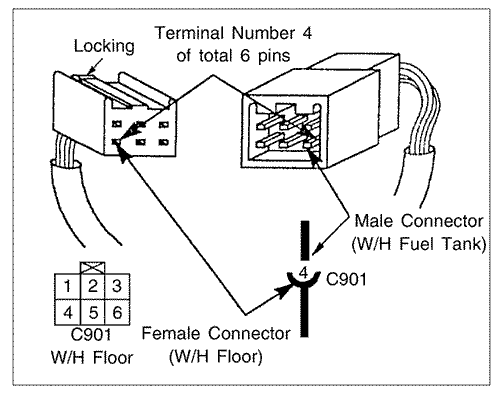 Terminal Number 4
of total 6 pins
Locking
Male Connector
(W/H Fuel Tank)
4
C901
1 2 3
4 5 6
C901
W/H Floor
Female Connector
(W/H Floor)